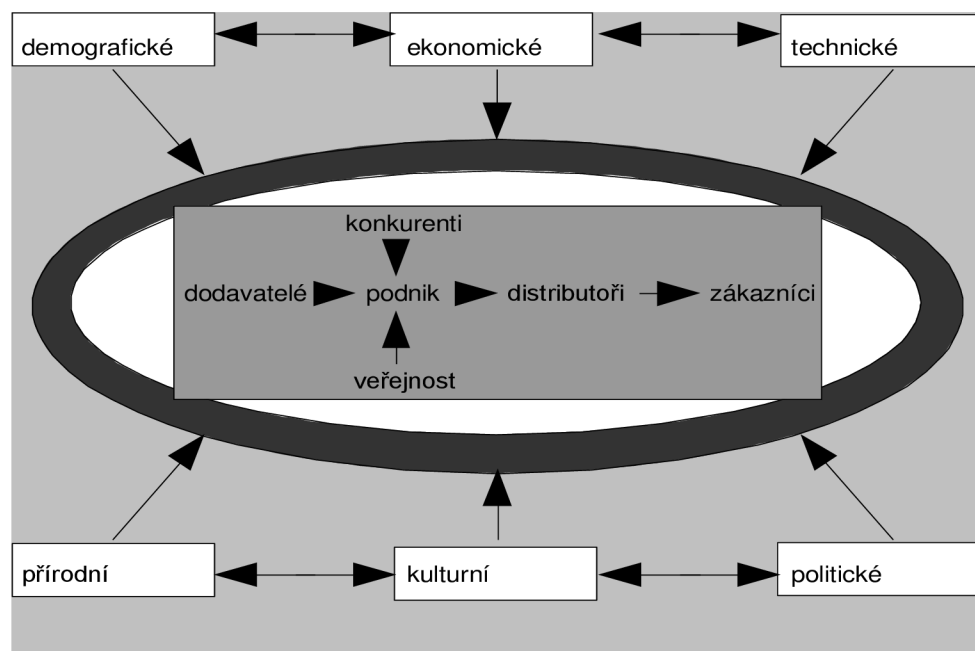 demografické ekonomické technické
konkurenti
dodavatelé podnik distributoři zákazníci
veřejnost
přírodní kulturní politické